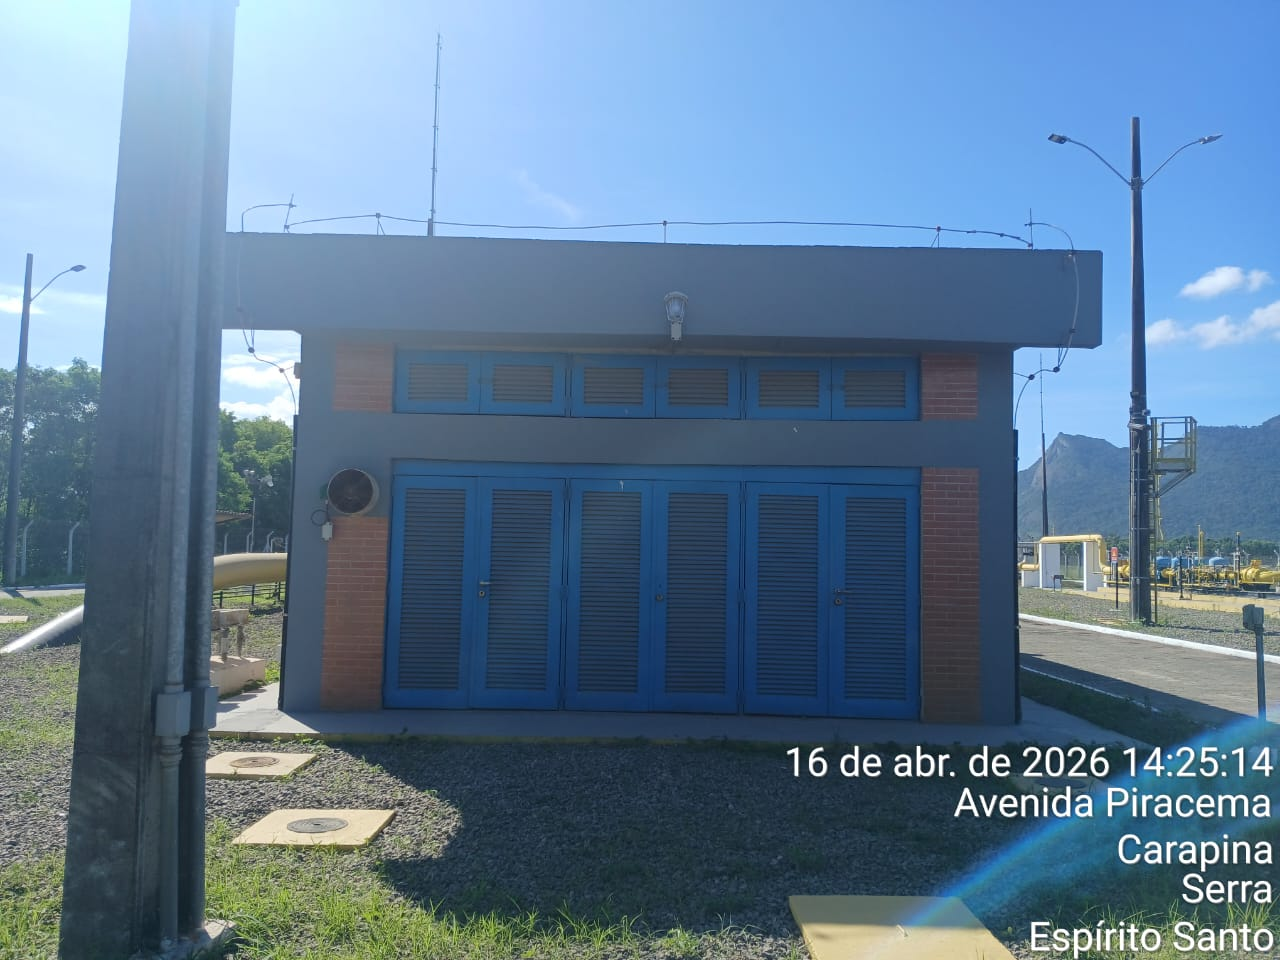 16 de abr. de 2026 14:25:14
Avenida Piracema
Carapina
Serra
Espírito Santo